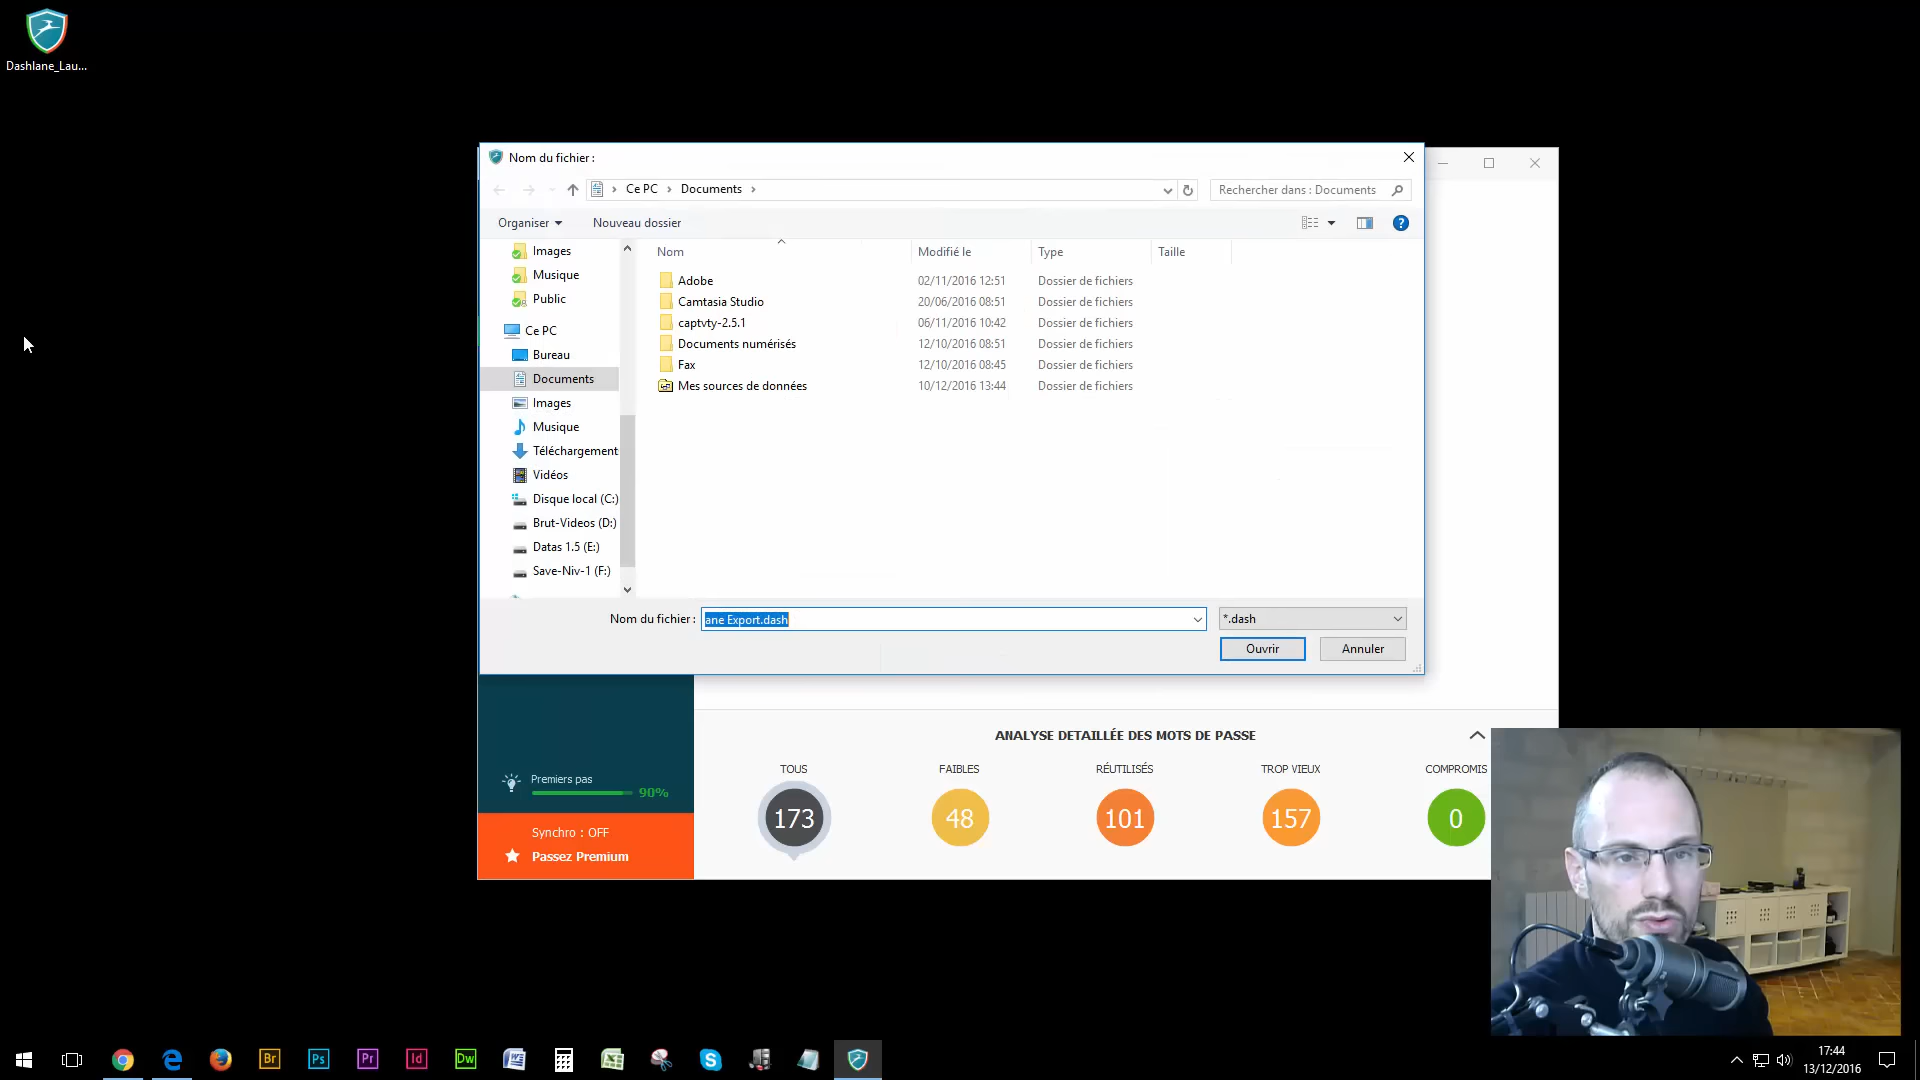 Dashlane_Lau...
Nom du fichier :
Ce PC
Documents
Rechercher dans : Documents
Organiser
Nouveau dossier
Images
Musique
Public
Ce PC
Bureau
Documents
Images
Musique
Téléchargement
Vidéos
Disque local (C:)
Brut-Videos (D:)
Datas 1.5 (E:)
Save-Niv-1 (F:)
Nom Modifié le Type Taille
Adobe 02/11/2016 12:51 Dossier de fichiers
Camtasia Studio 20/06/2016 08:51 Dossier de fichiers
captvty-2.5.1 06/11/2016 10:42 Dossier de fichiers
Documents numérisés 12/10/2016 08:51 Dossier de fichiers
Fax 12/10/2016 08:45 Dossier de fichiers
Mes sources de données 10/12/2016 13:44 Dossier de fichiers
Nom du fichier : ane Export.dash *.dash
Ouvrir Annuler
Premiers pas
90%
Synchro : OFF
Passez Premium
ANALYSE DETAILLÉE DES MOTS DE PASSE
TOUS FAIBLES RÉUTILISÉS TROP VIEUX COMPROMIS
173 48 101 157 0
Br Ps Pr Id Dw
17:44
13/12/2016